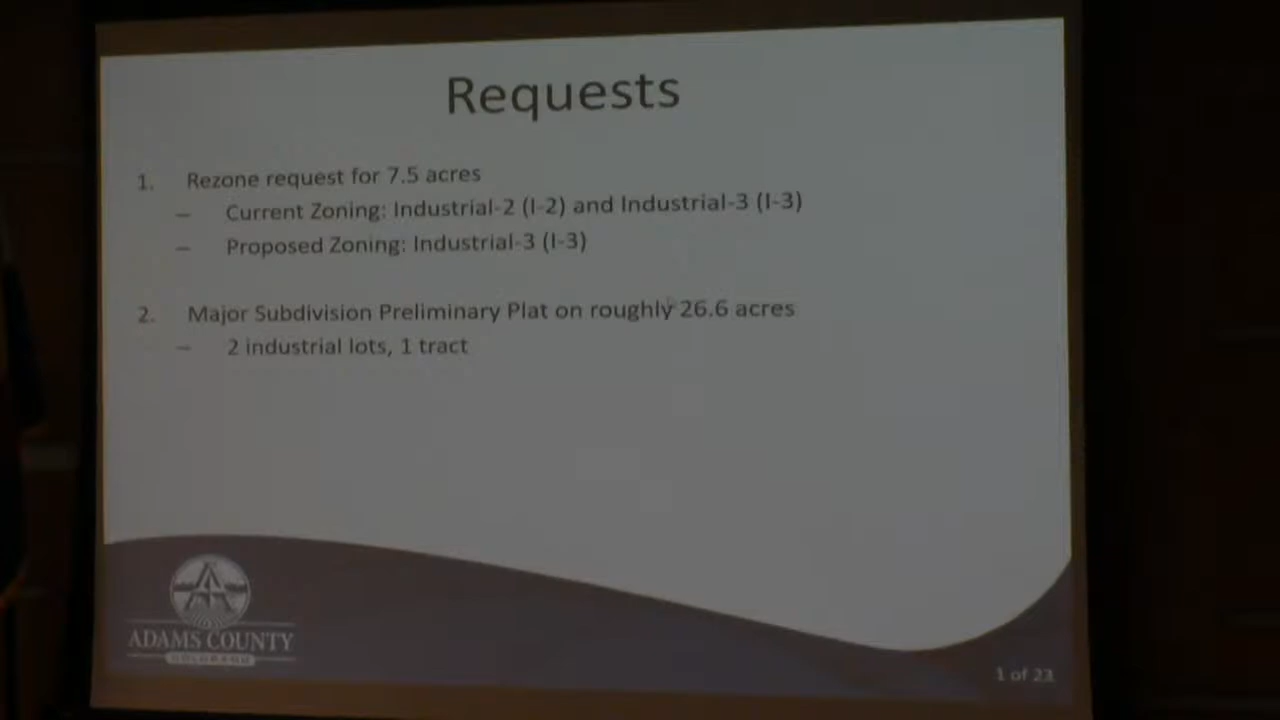 Requests
1. Rezone request for 7.5 acres
– Current Zoning: Industrial-2 (I-2) and Industrial-3 (I-3)
– Proposed Zoning: Industrial-3 (I-3)
2. Major Subdivision Preliminary Plat on roughly 26.6 acres
– 2 industrial lots, 1 tract
ADAMS COUNTY
COLORADO
1 of 23